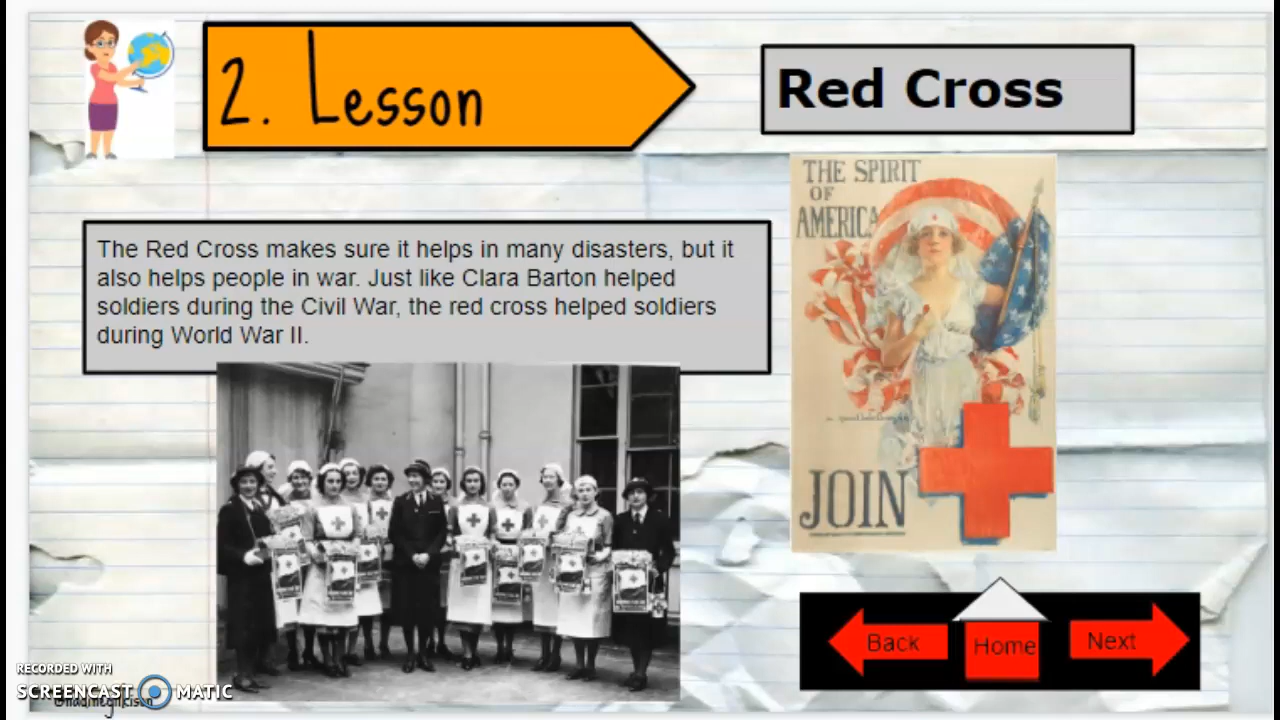 2. Lesson
Red Cross
The Red Cross makes sure it helps in many disasters, but it
also helps people in war. Just like Clara Barton helped
soldiers during the Civil War, the red cross helped soldiers
during World War II.
THE SPIRIT
OF
AMERICA
JOIN
Back
Home
Next
RECORDED WITH
SCREENCAST MATIC